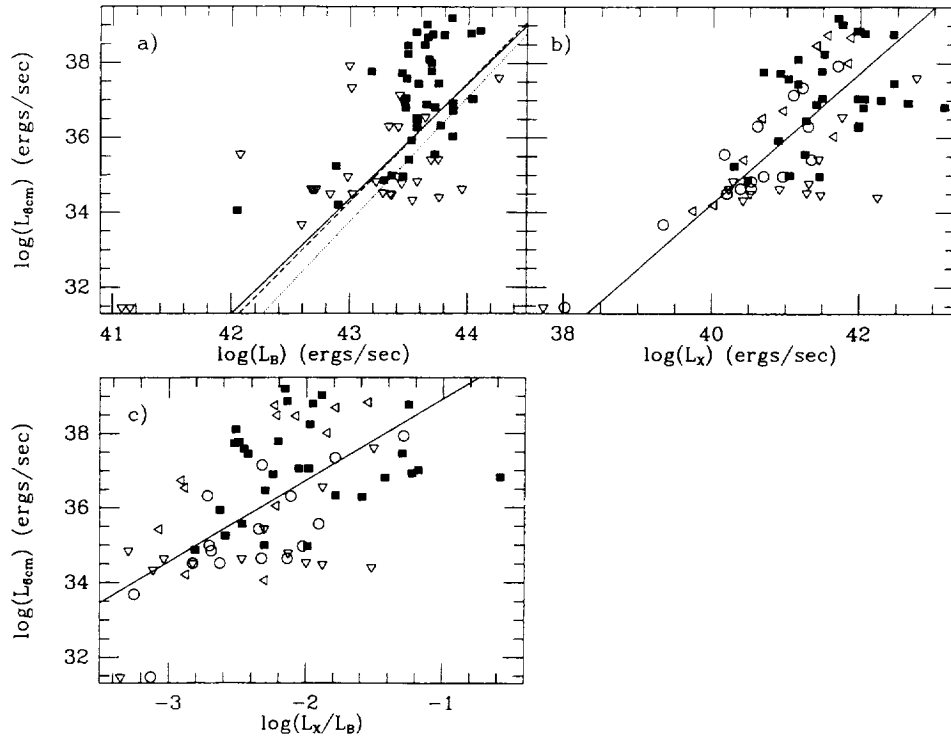 a)
log(L6cm) (ergs/sec)
38
36
34
32
41
42
43
44
log(LB) (ergs/sec)
b)
38
40
42
log(LX) (ergs/sec)
c)
log(L6cm) (ergs/sec)
38
36
34
32
−3
−2
−1
log(LX/LB)